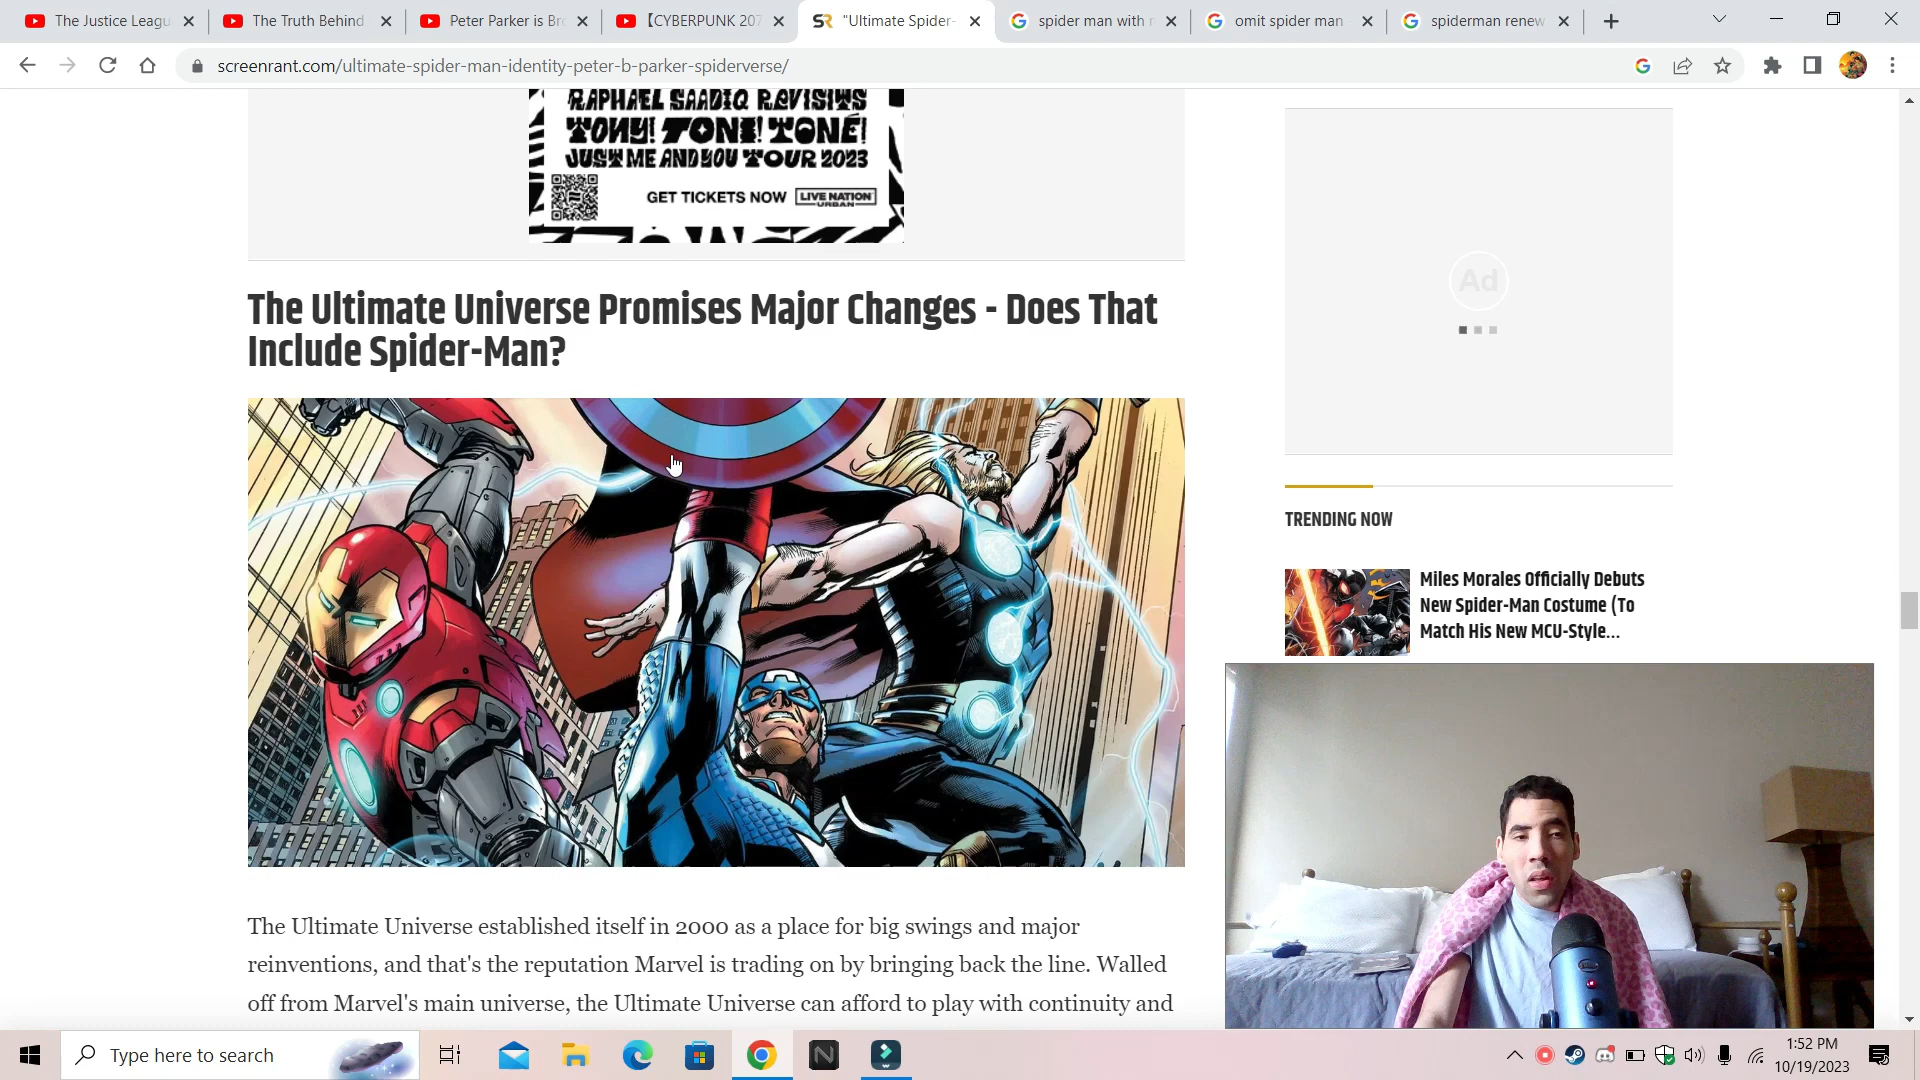 The Justice Leagu
The Truth Behind
Peter Parker is Bro
【CYBERPUNK 207
"Ultimate Spider-
spider man with
omit spider man
spiderman renew
screenrant.com/ultimate-spider-man-identity-peter-b-parker-spiderverse/
RAPHAEL SAADIQ REVISITS
TONY! TONI! TONÉ!
JUST ME AND YOU TOUR 2023
GET TICKETS NOW
LIVE NATION
URBAN
Ad
The Ultimate Universe Promises Major Changes - Does That
Include Spider-Man?
TRENDING NOW
Miles Morales Officially Debuts
New Spider-Man Costume (To
Match His New MCU-Style...
The Ultimate Universe established itself in 2000 as a place for big swings and major
reinventions, and that's the reputation Marvel is trading on by bringing back the line. Walled
off from Marvel's main universe, the Ultimate Universe can afford to play with continuity and
Type here to search
1:52 PM
10/19/2023